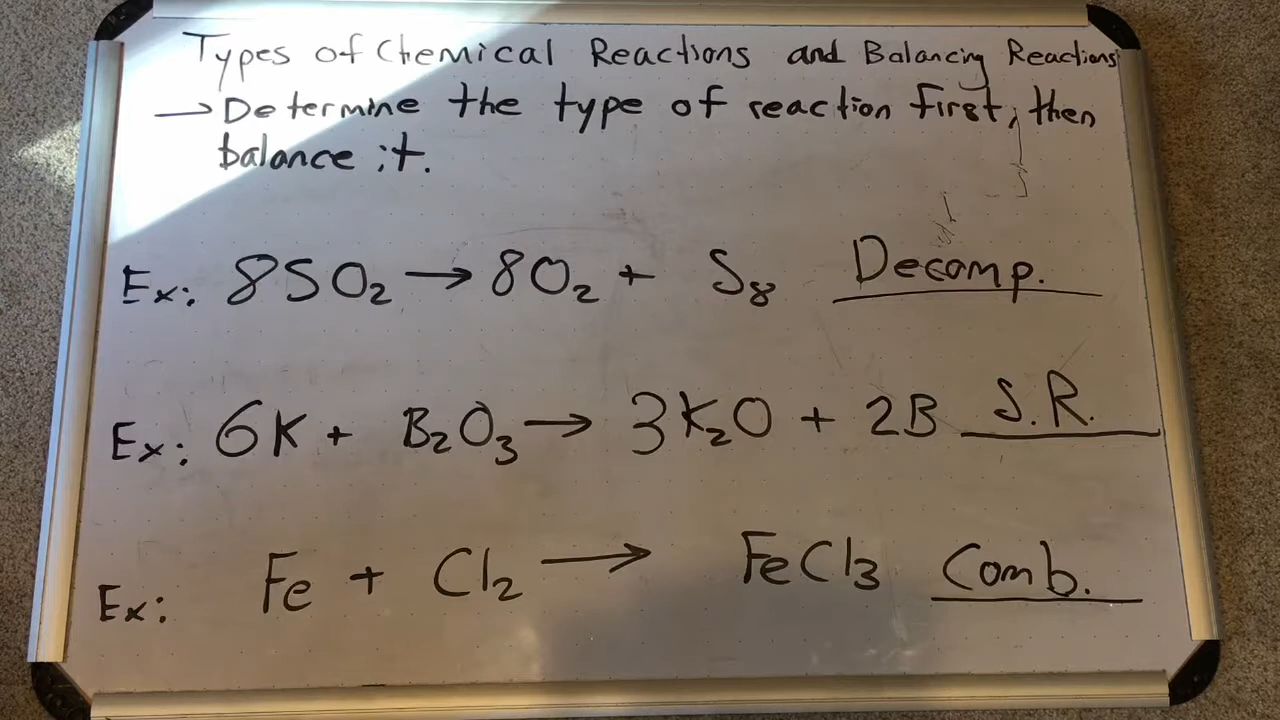 Types of Chemical Reactions and Balancing Reactions
→ Determine the type of reaction first, then
balance it.
Ex: 8SO₂ → 8O₂ + S₈ Decomp.
Ex: 6K + B₂O₃ → 3K₂O + 2B S.R.
Ex: Fe + Cl₂ → FeCl₃ Comb.